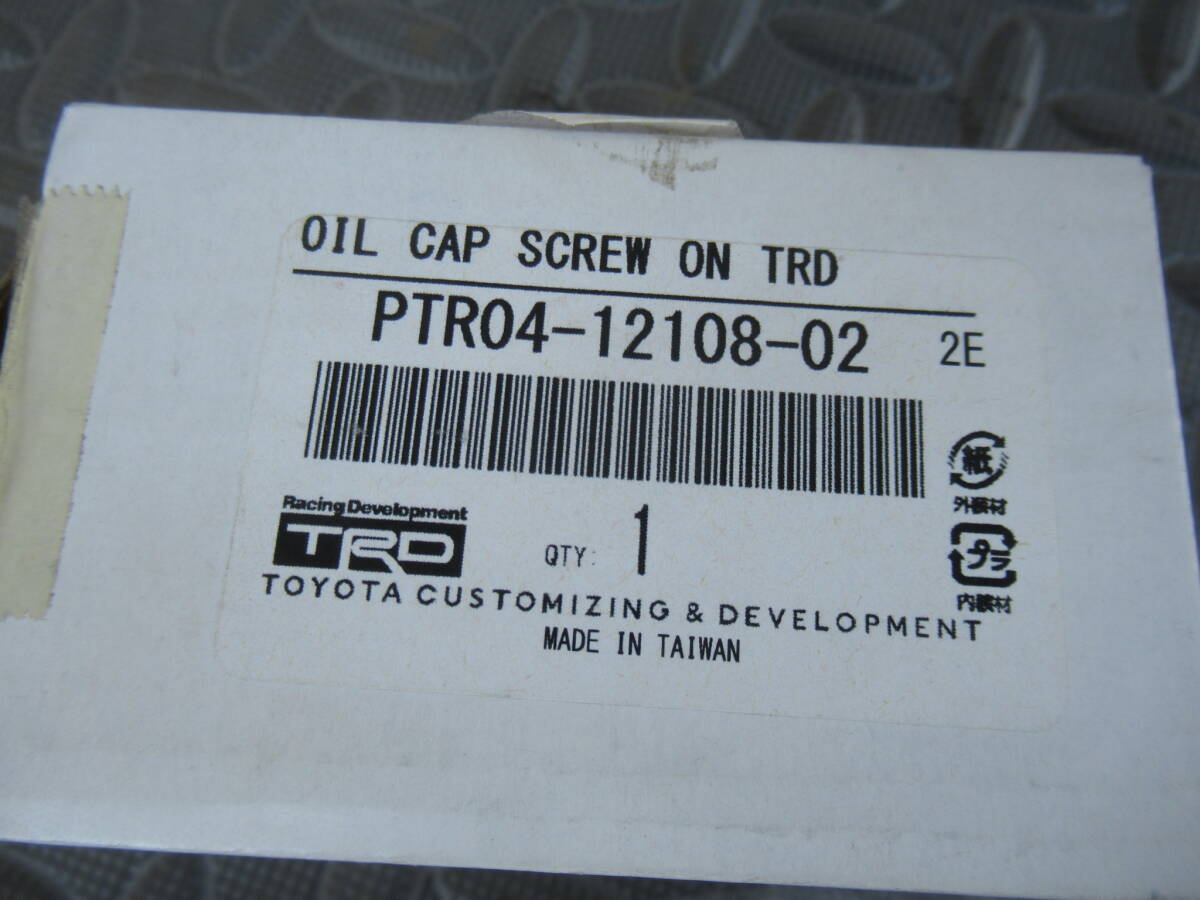 OIL CAP SCREW ON TRD
PTR04-12108-02 2E
紙
外装材
Racing Development
TRD
QTY: 1
プラ
内装材
TOYOTA CUSTOMIZING & DEVELOPMENT
MADE IN TAIWAN